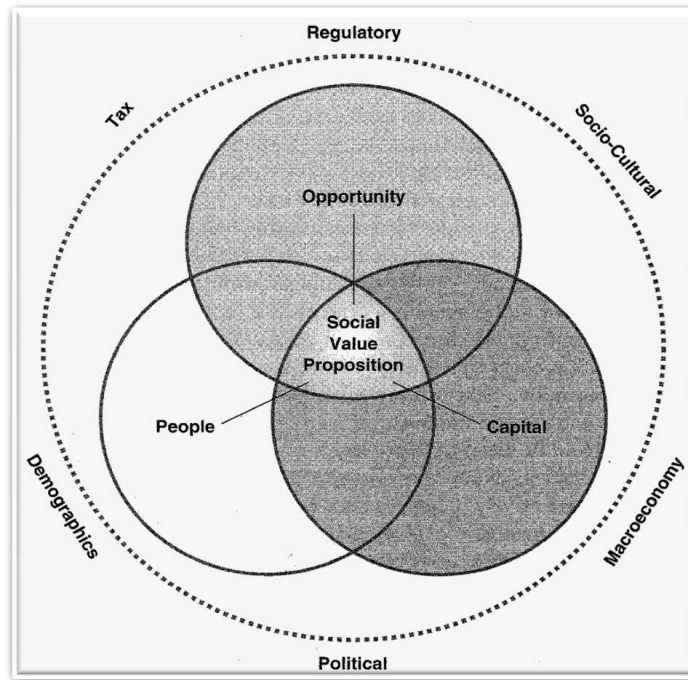 Regulatory
Tax
Socio-Cultural
Opportunity
Social
Value
Proposition
People
Capital
Demographics
Macroeconomy
Political